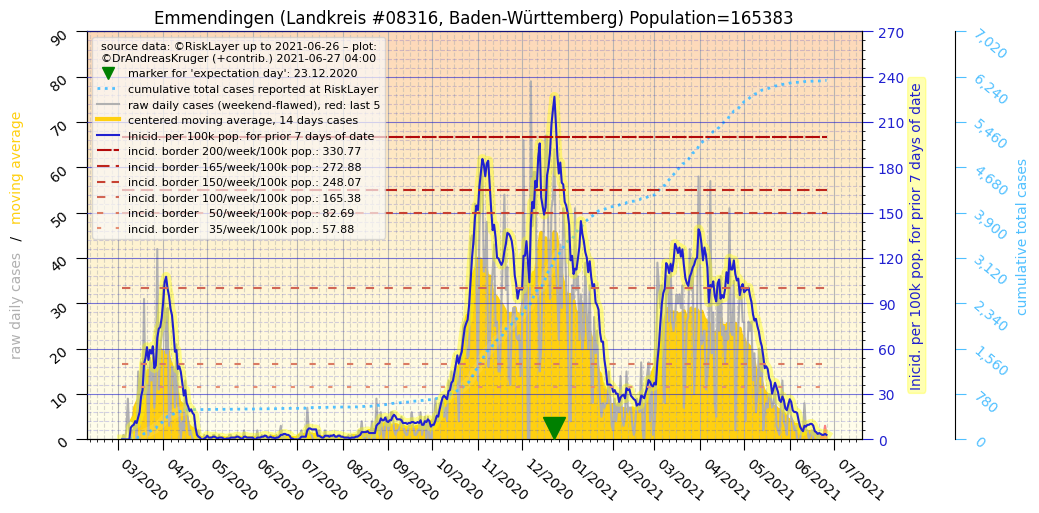 Emmendingen (Landkreis #08316, Baden-Württemberg) Population=165383
source data: ©RiskLayer up to 2021-06-26 – plot:
©DrAndreasKruger (+contrib.) 2021-06-27 04:00
marker for 'expectation day': 23.12.2020
cumulative total cases reported at RiskLayer
raw daily cases (weekend-flawed), red: last 5
centered moving average, 14 days cases
Inicid. per 100k pop. for prior 7 days of date
incid. border 200/week/100k pop.: 330.77
incid. border 165/week/100k pop.: 272.88
incid. border 150/week/100k pop.: 248.07
incid. border 100/week/100k pop.: 165.38
incid. border 50/week/100k pop.: 82.69
incid. border 35/week/100k pop.: 57.88
raw daily cases / moving average
90
80
70
60
50
40
30
20
10
0
03/2020
04/2020
05/2020
06/2020
07/2020
08/2020
09/2020
10/2020
11/2020
12/2020
01/2021
02/2021
03/2021
04/2021
05/2021
06/2021
07/2021
270
240
210
180
150
120
90
60
30
0
Inicid. per 100k pop. for prior 7 days of date
7,020
6,240
5,460
4,680
3,900
3,120
2,340
1,560
780
0
cumulative total cases